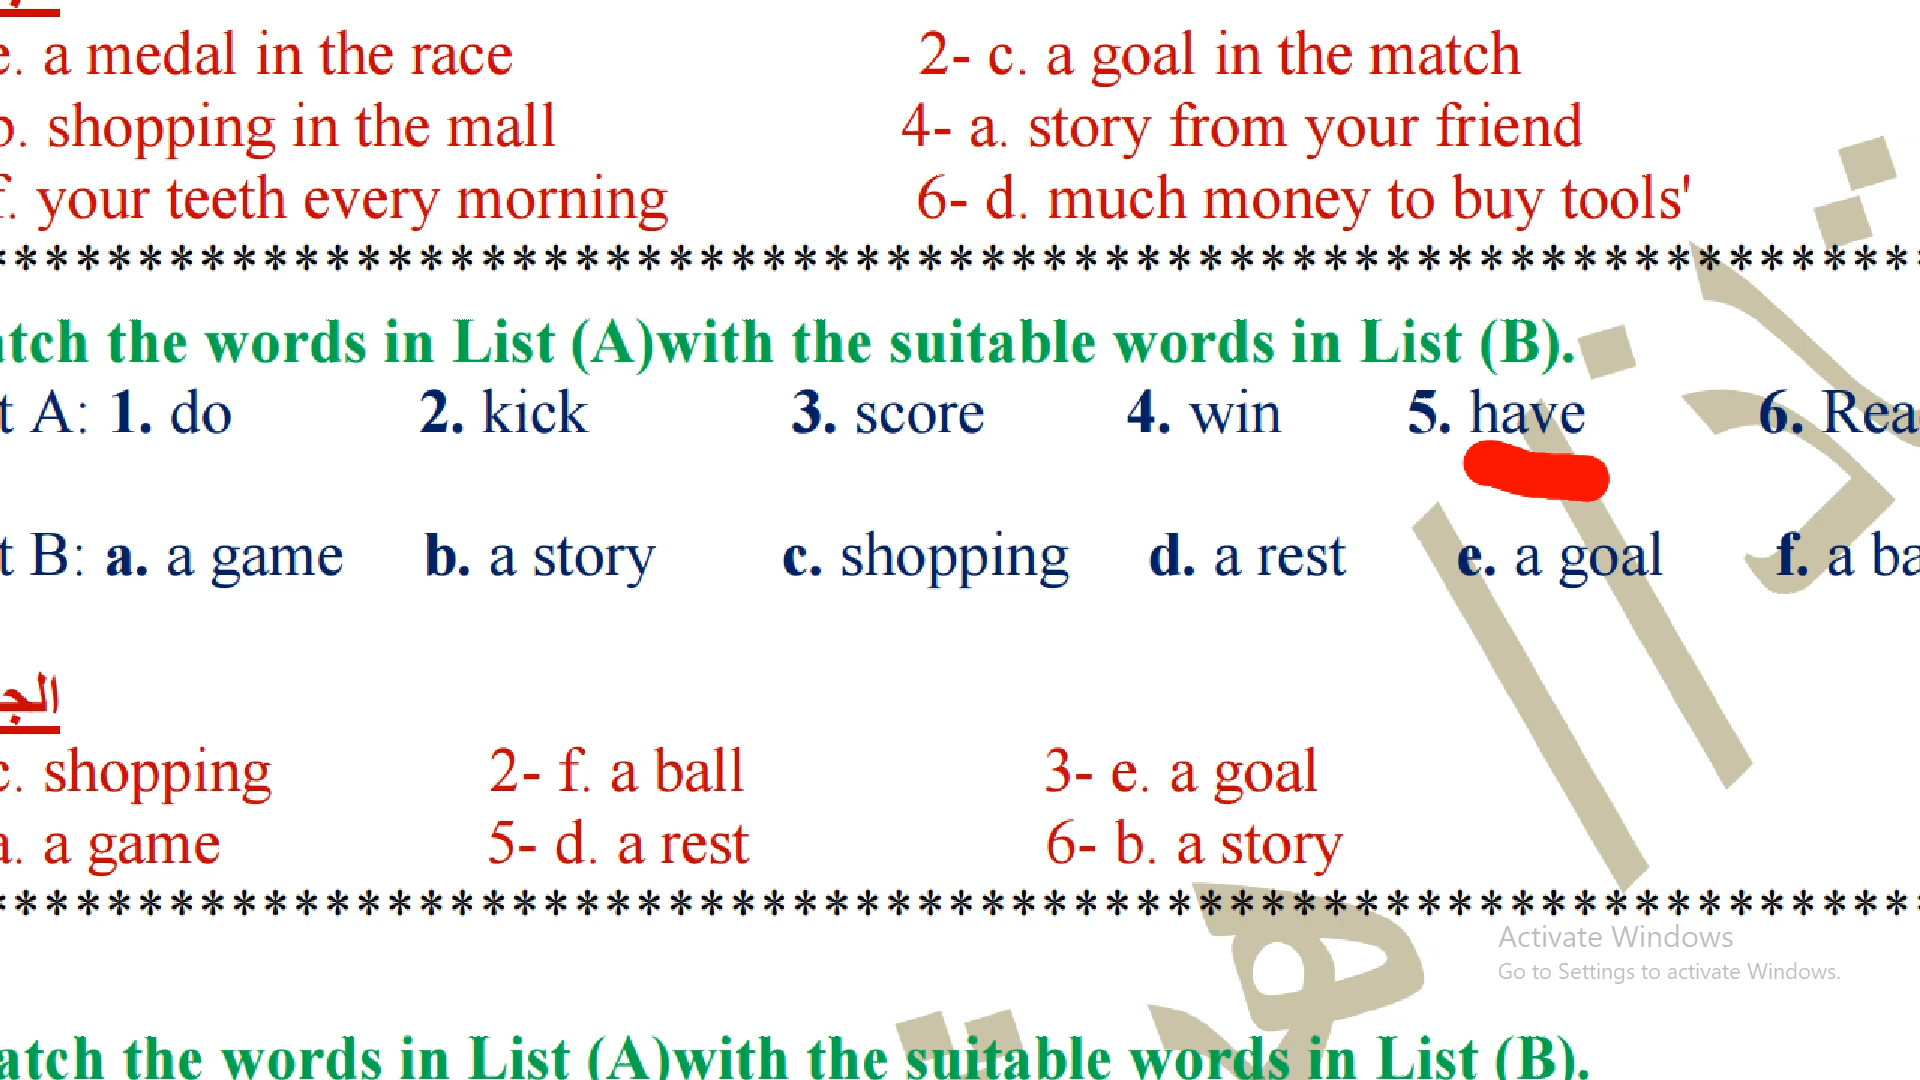 e. a medal in the race 2- c. a goal in the match
b. shopping in the mall 4- a. story from your friend
f. your teeth every morning 6- d. much money to buy tools'
atch the words in List (A)with the suitable words in List (B).
t A: 1. do 2. kick 3. score 4. win 5. have 6. Rea
t B: a. a game b. a story c. shopping d. a rest e. a goal f. a ba
الج
c. shopping 2- f. a ball 3- e. a goal
a. a game 5- d. a rest 6- b. a story
Activate Windows
Go to Settings to activate Windows.
atch the words in List (A)with the suitable words in List (B).